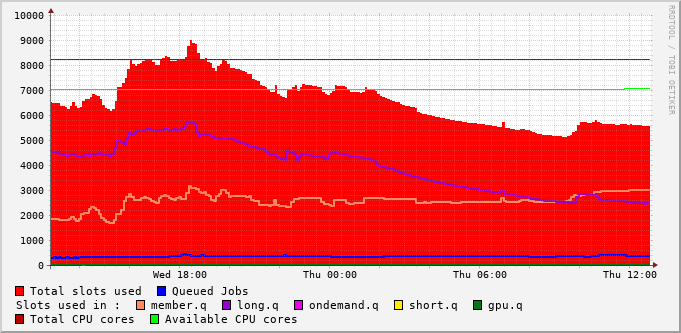 10000
9000
8000
7000
6000
5000
4000
3000
2000
1000
0
Wed 18:00 Thu 00:00 Thu 06:00 Thu 12:00
RRDTOOL / TOBI OETIKER
Total slots used Queued Jobs
Slots used in : member.q long.q ondemand.q short.q gpu.q
Total CPU cores Available CPU cores